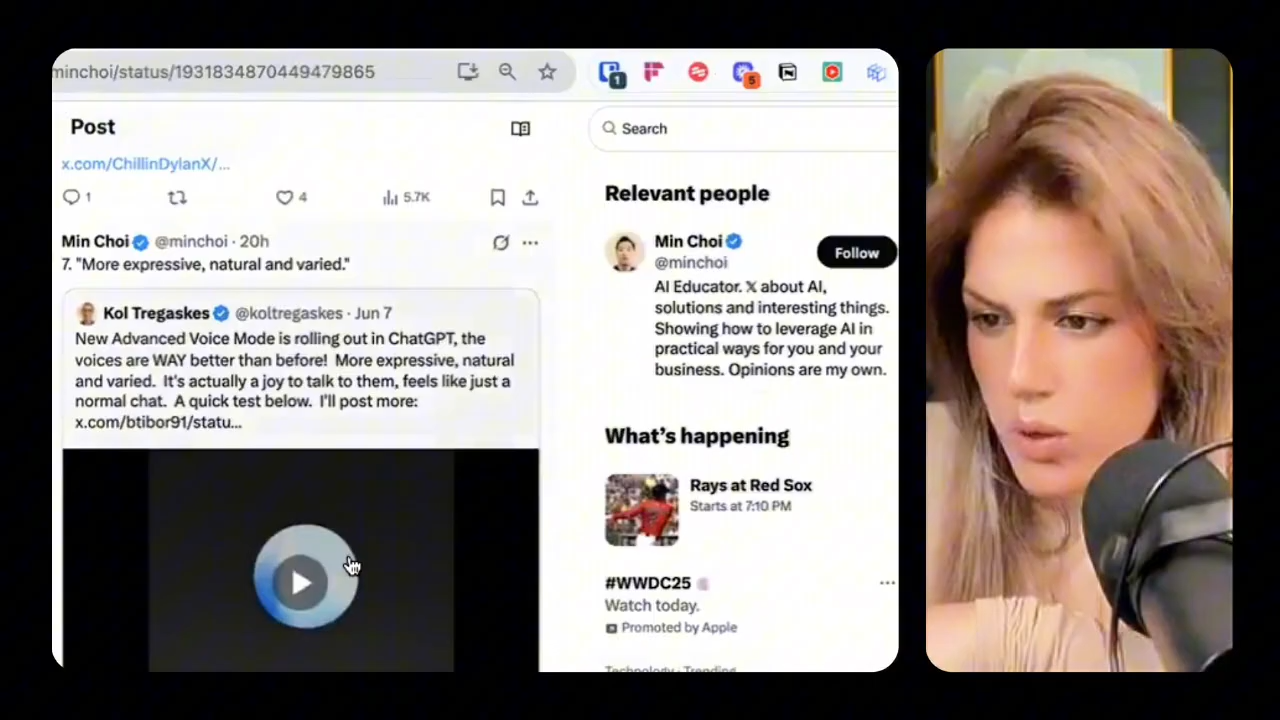 minchoi/status/1931834870449479865
1
5
Post
x.com/ChillinDylanX/...
1
4
5.7K
Min Choi @minchoi · 20h
7. "More expressive, natural and varied."
Kol Tregaskes @koltregaskes · Jun 7
New Advanced Voice Mode is rolling out in ChatGPT, the
voices are WAY better than before! More expressive, natural
and varied. It's actually a joy to talk to them, feels like just a
normal chat. A quick test below. I'll post more:
x.com/btibor91/statu...
Search
Relevant people
Min Choi
@minchoi
Follow
AI Educator. 𝕏 about AI,
solutions and interesting things.
Showing how to leverage AI in
practical ways for you and your
business. Opinions are my own.
What's happening
Rays at Red Sox
Starts at 7:10 PM
#WWDC25
Watch today.
Promoted by Apple
Technology · Trending